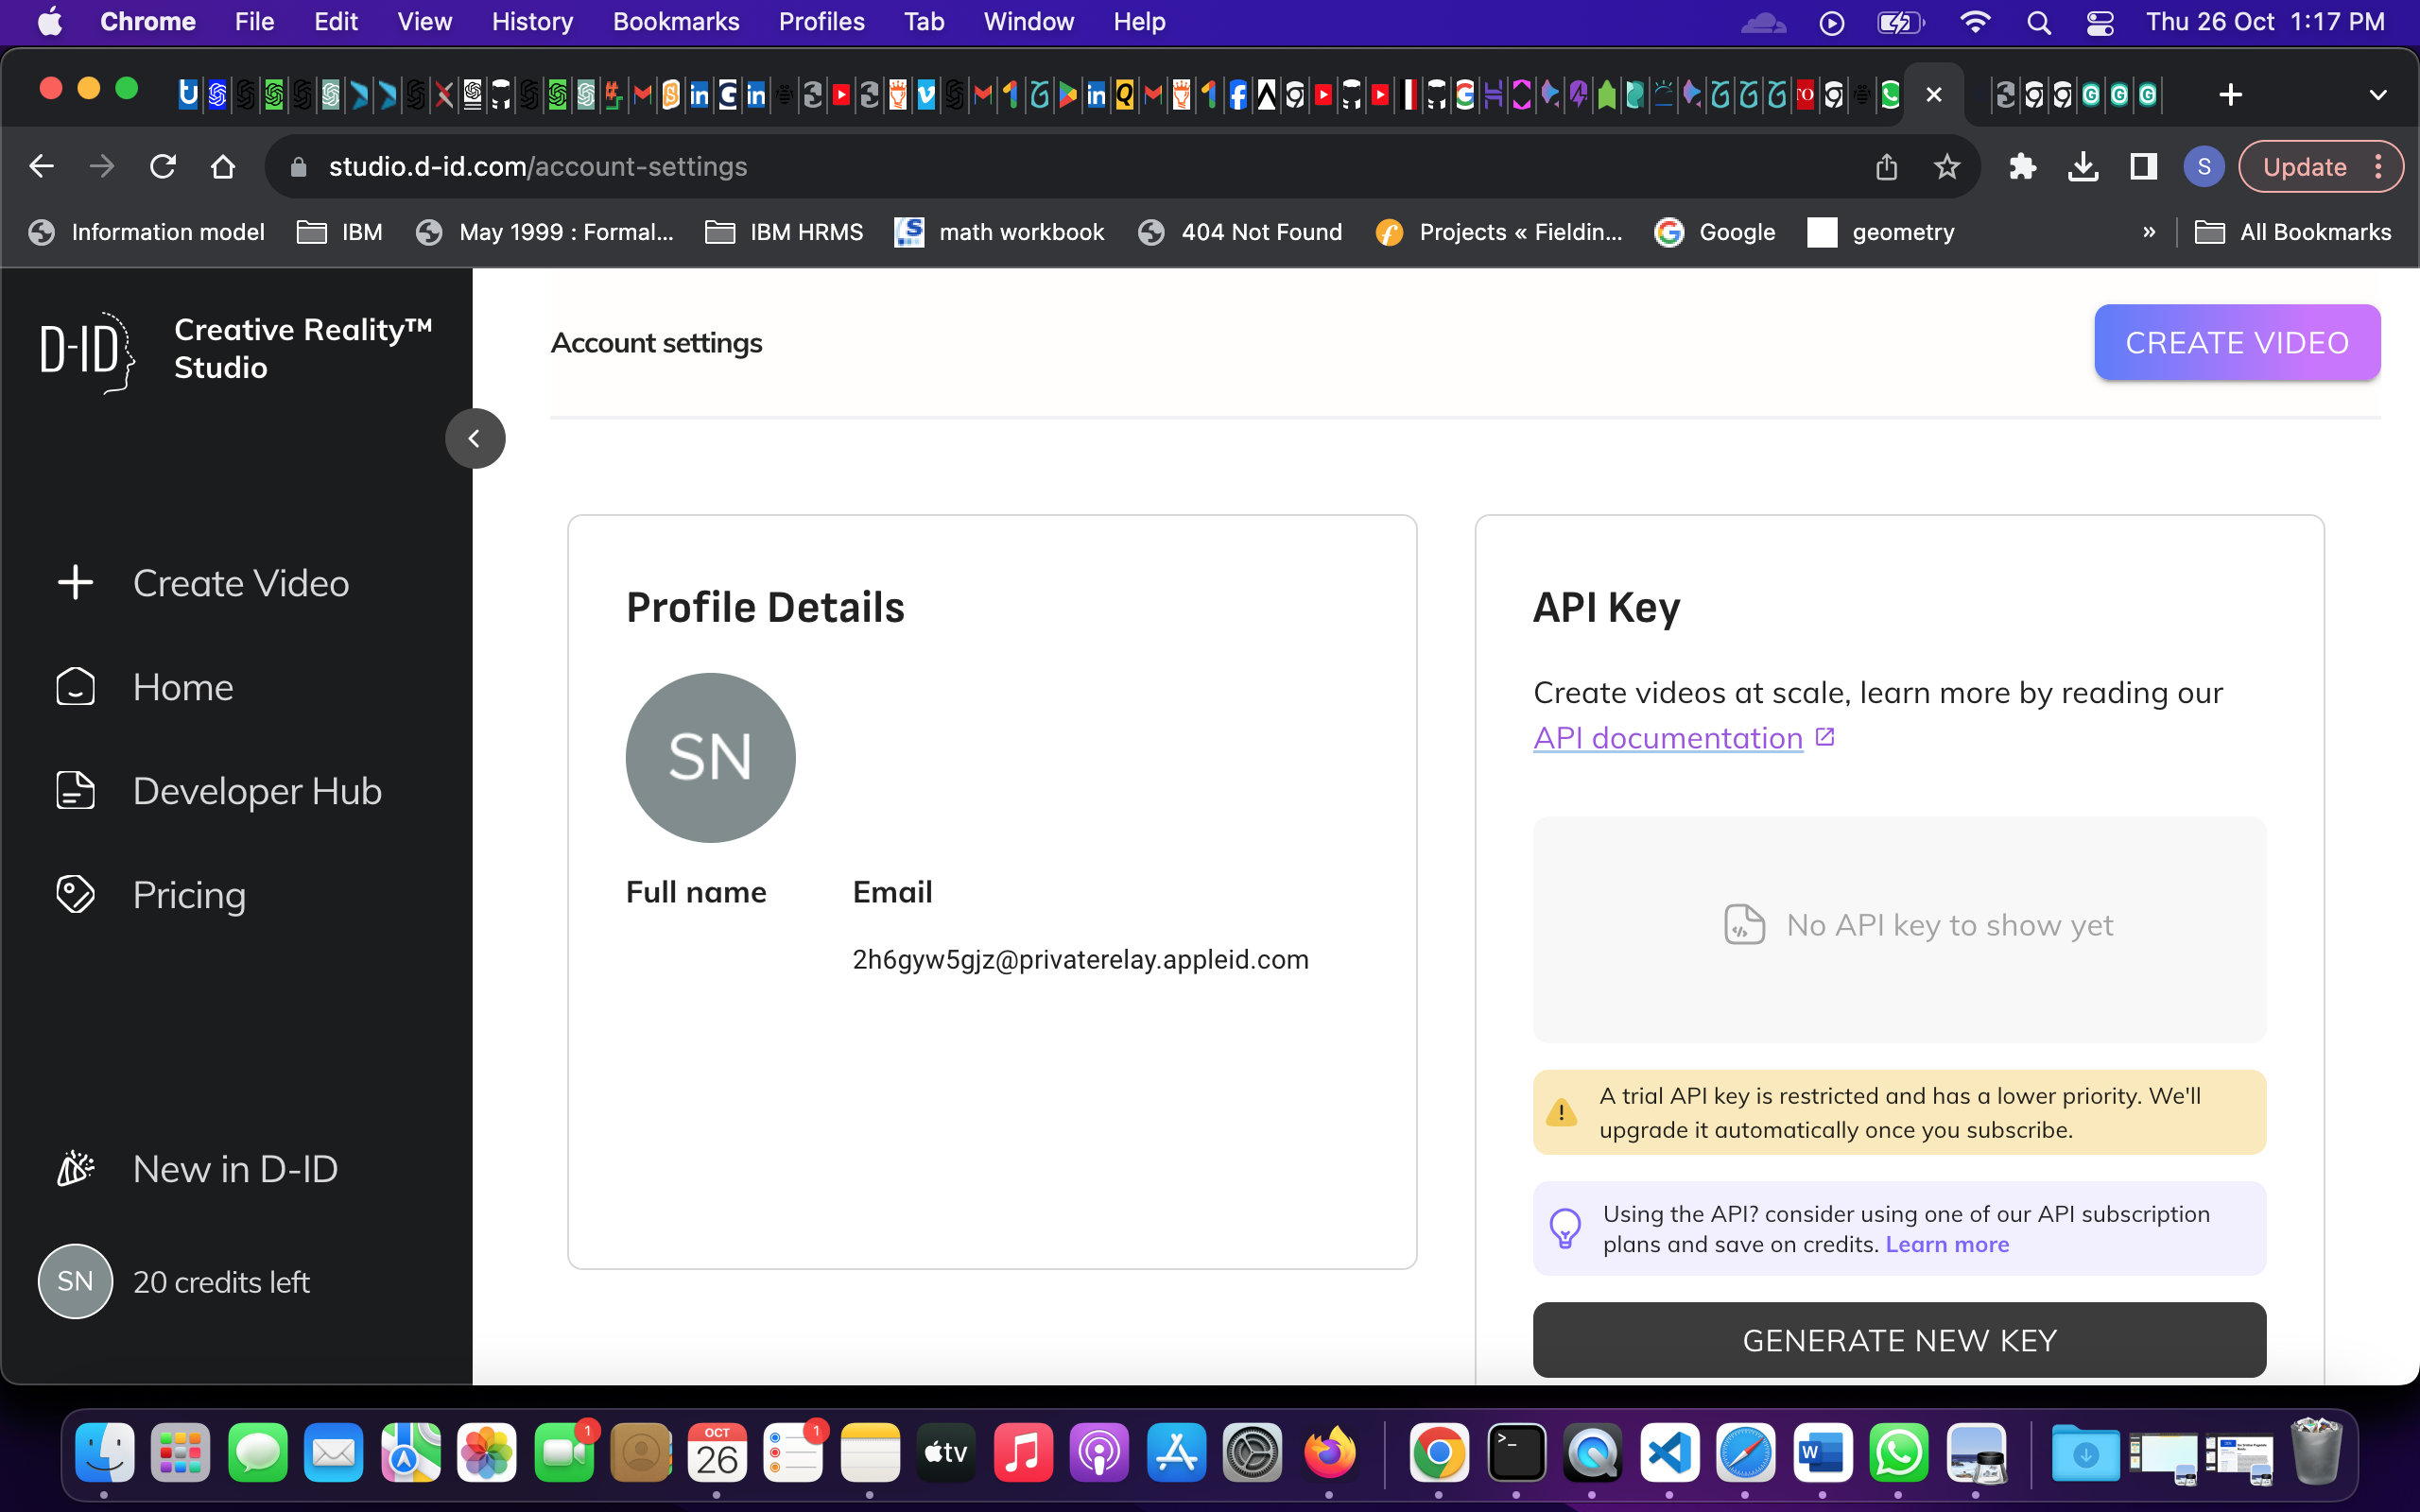 Chrome File Edit View History Bookmarks Profiles Tab Window Help Thu 26 Oct 1:17 PM
studio.d-id.com/account-settings S Update
Information model IBM May 1999 : Formal... IBM HRMS math workbook 404 Not Found Projects « Fieldin... Google geometry » All Bookmarks
D-ID Creative Reality™
Studio
Account settings
CREATE VIDEO
Create Video
Home
Developer Hub
Pricing
New in D-ID
SN 20 credits left
Profile Details
SN
Full name Email
2h6gyw5gjz@privaterelay.appleid.com
API Key
Create videos at scale, learn more by reading our
API documentation
No API key to show yet
A trial API key is restricted and has a lower priority. We'll
upgrade it automatically once you subscribe.
Using the API? consider using one of our API subscription
plans and save on credits. Learn more
GENERATE NEW KEY
1 OCT 26 1 tv